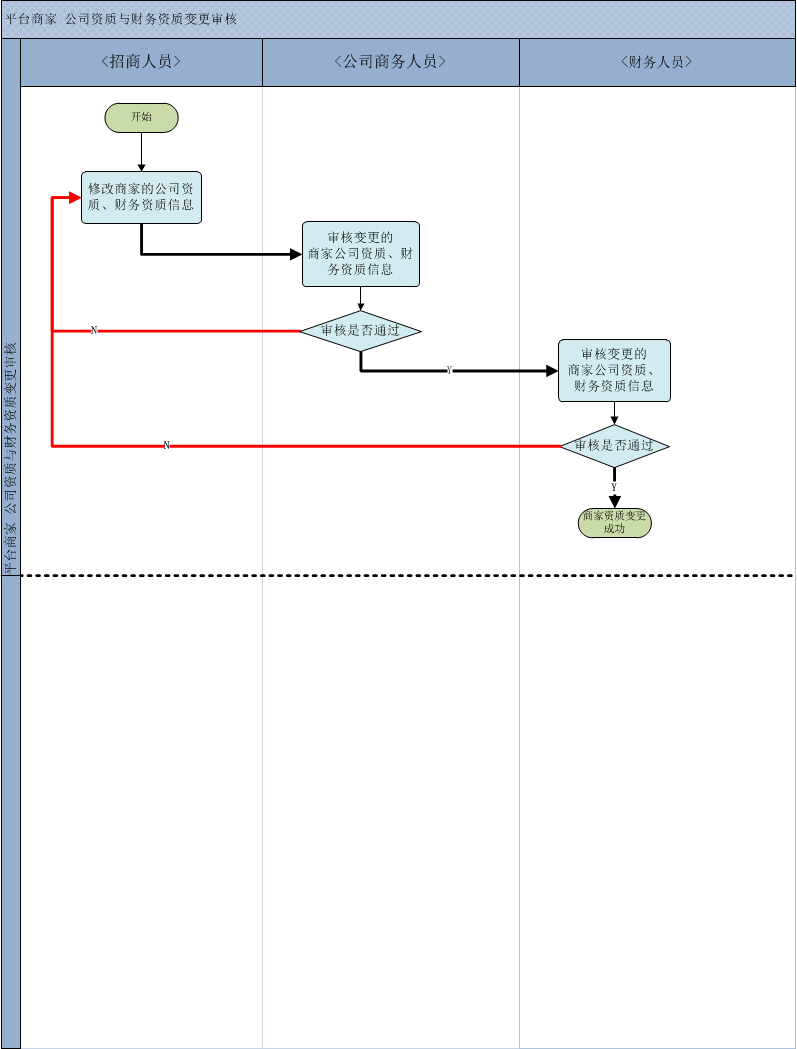 平台商家 公司资质与财务资质变更审核
<招商人员>
<公司商务人员>
<财务人员>
平台商家 公司资质与财务资质变更审核
开始
修改商家的公司资
质、财务资质信息
审核变更的
商家公司资质、财
务资质信息
审核是否通过
N
Y
审核变更的
商家公司资质、
财务资质信息
审核是否通过
N
Y
商家资质变更
成功